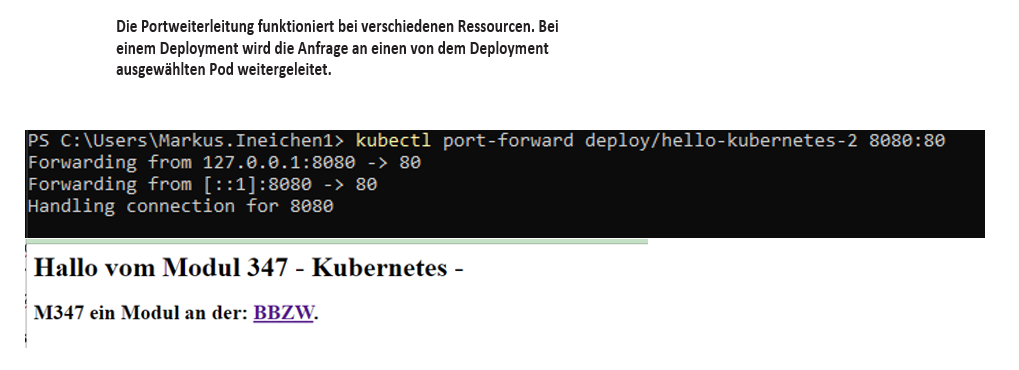 Die Portweiterleitung funktioniert bei verschiedenen Ressourcen. Bei
einem Deployment wird die Anfrage an einen von dem Deployment
ausgewählten Pod weitergeleitet.
PS C:\Users\Markus.Ineichen1> kubectl port-forward deploy/hello-kubernetes-2 8080:80
Forwarding from 127.0.0.1:8080 -> 80
Forwarding from [::1]:8080 -> 80
Handling connection for 8080
Hallo vom Modul 347 - Kubernetes -
M347 ein Modul an der: BBZW.